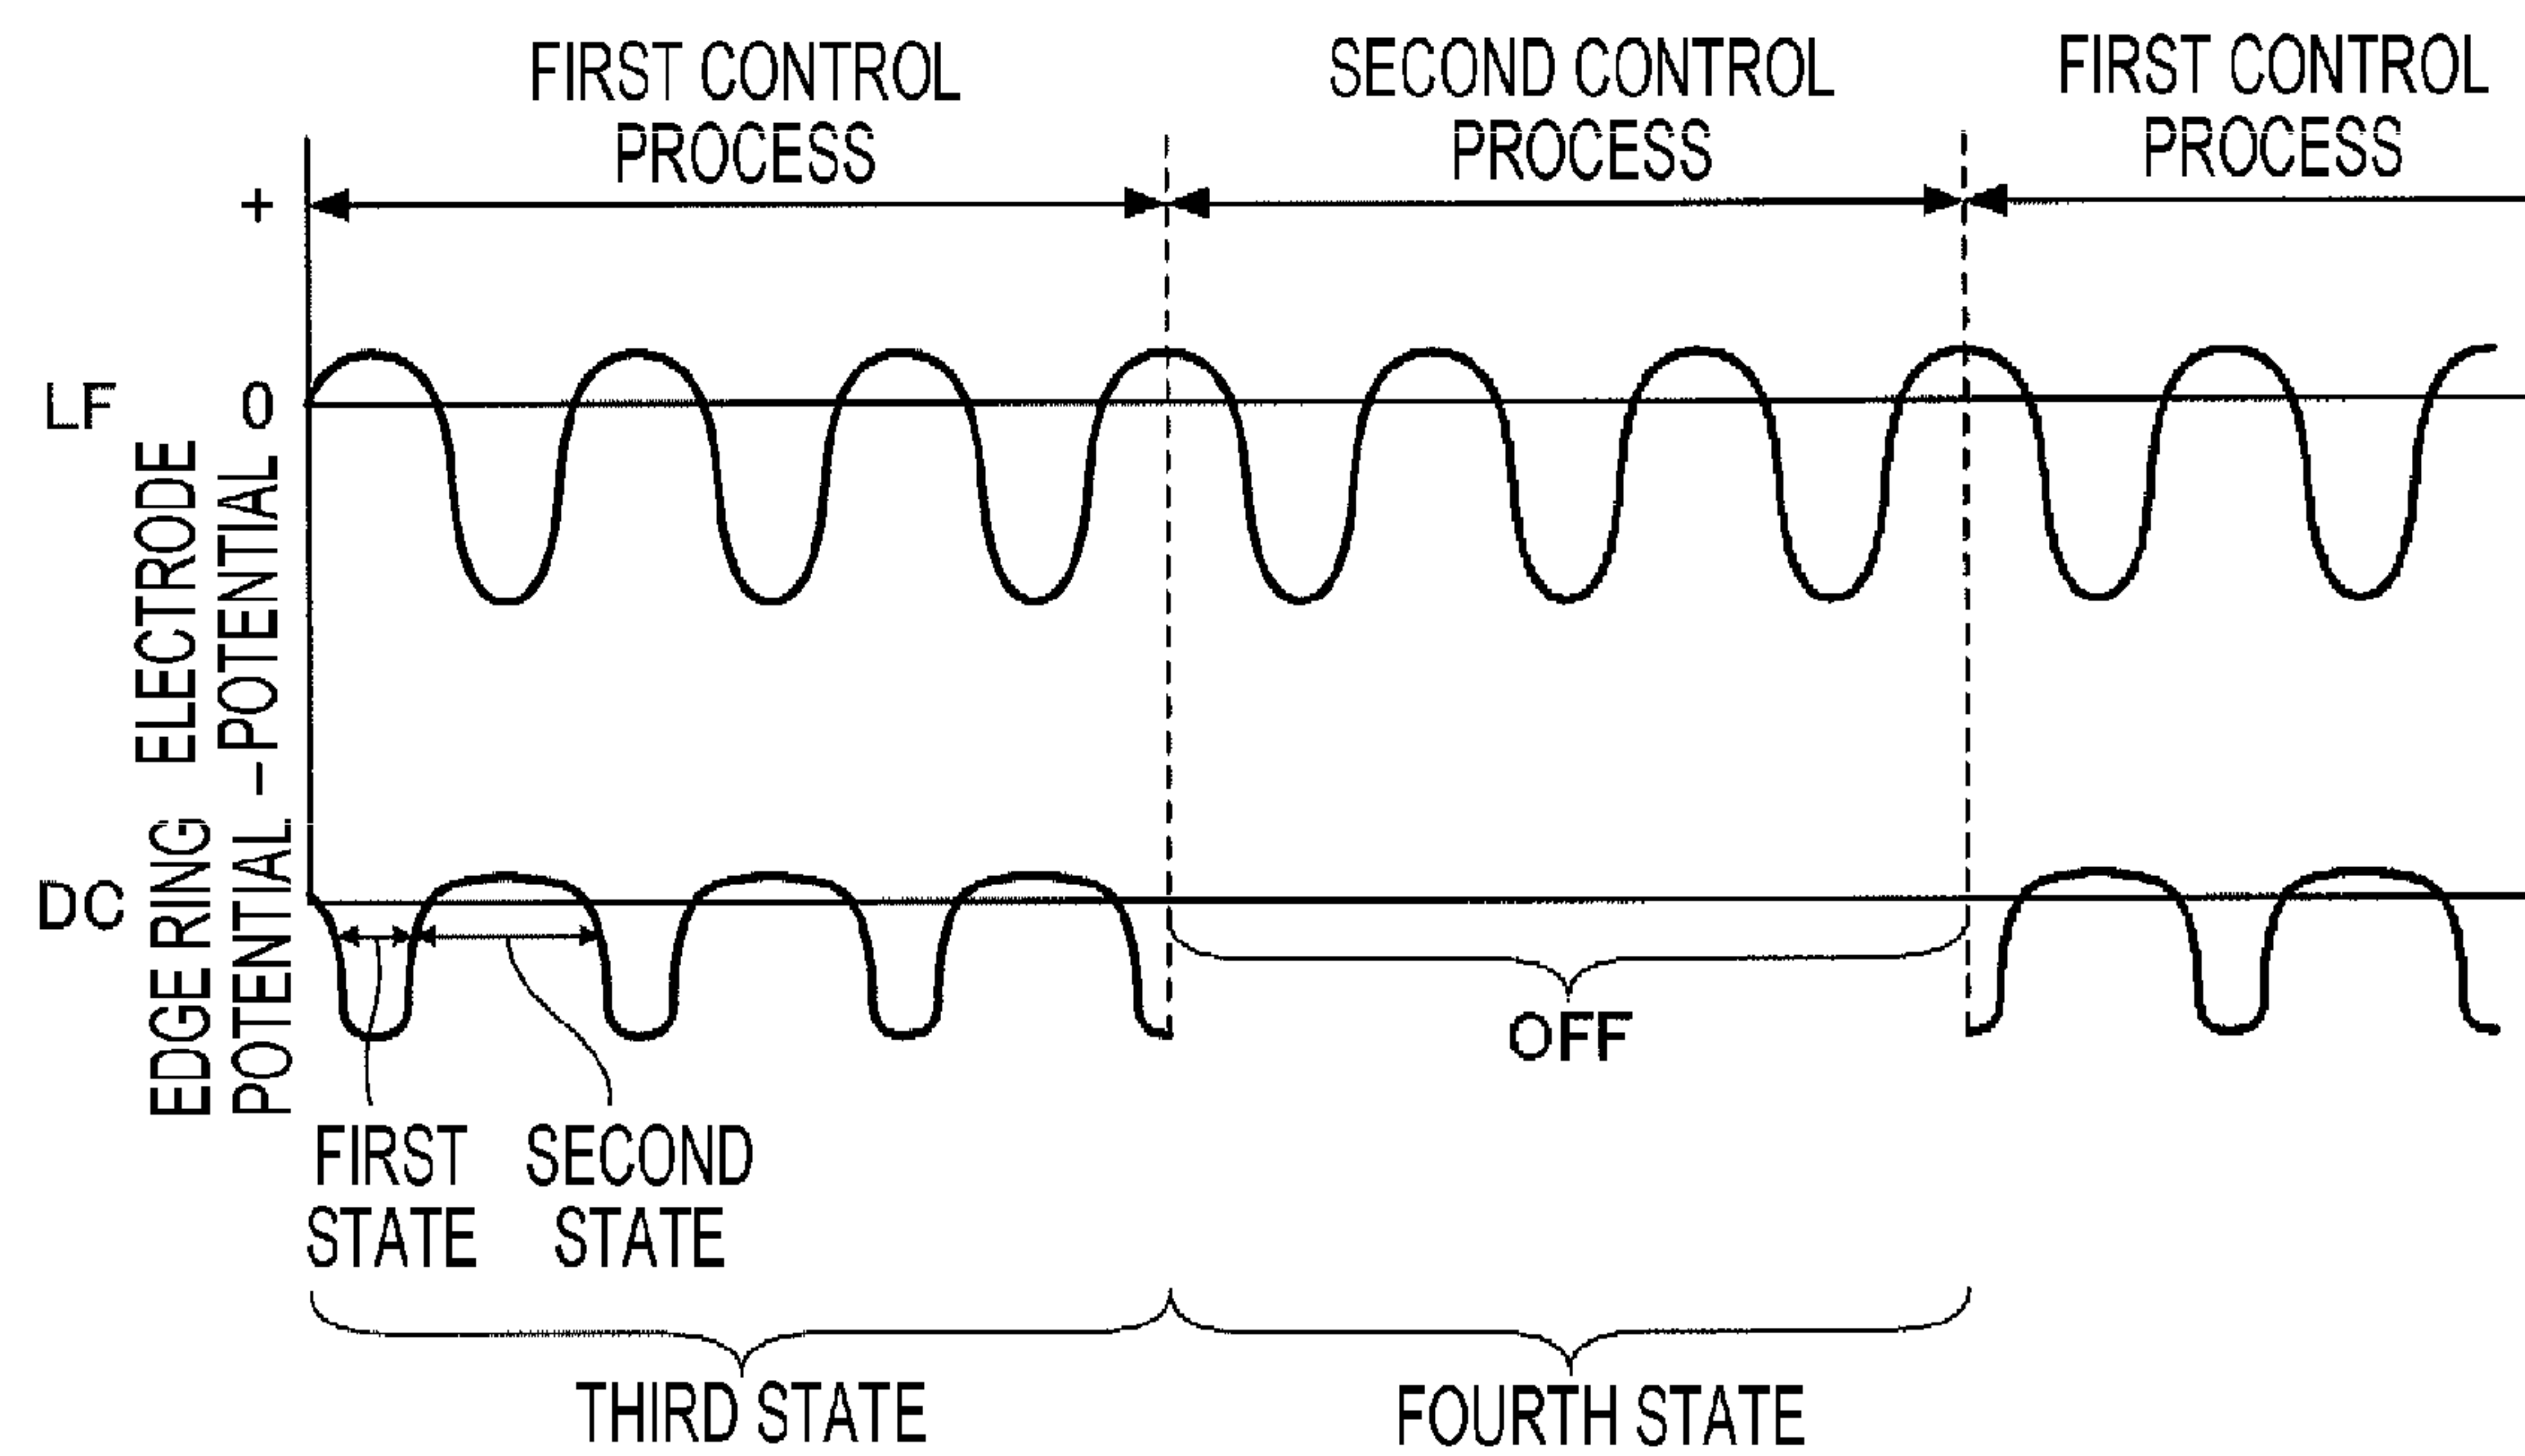 FIRST CONTROL
PROCESS
SECOND CONTROL
PROCESS
FIRST CONTROL
PROCESS
+
LF
0
ELECTRODE
POTENTIAL
−
DC
EDGE RING
POTENTIAL
OFF
FIRST
STATE
SECOND
STATE
THIRD STATE
FOURTH STATE